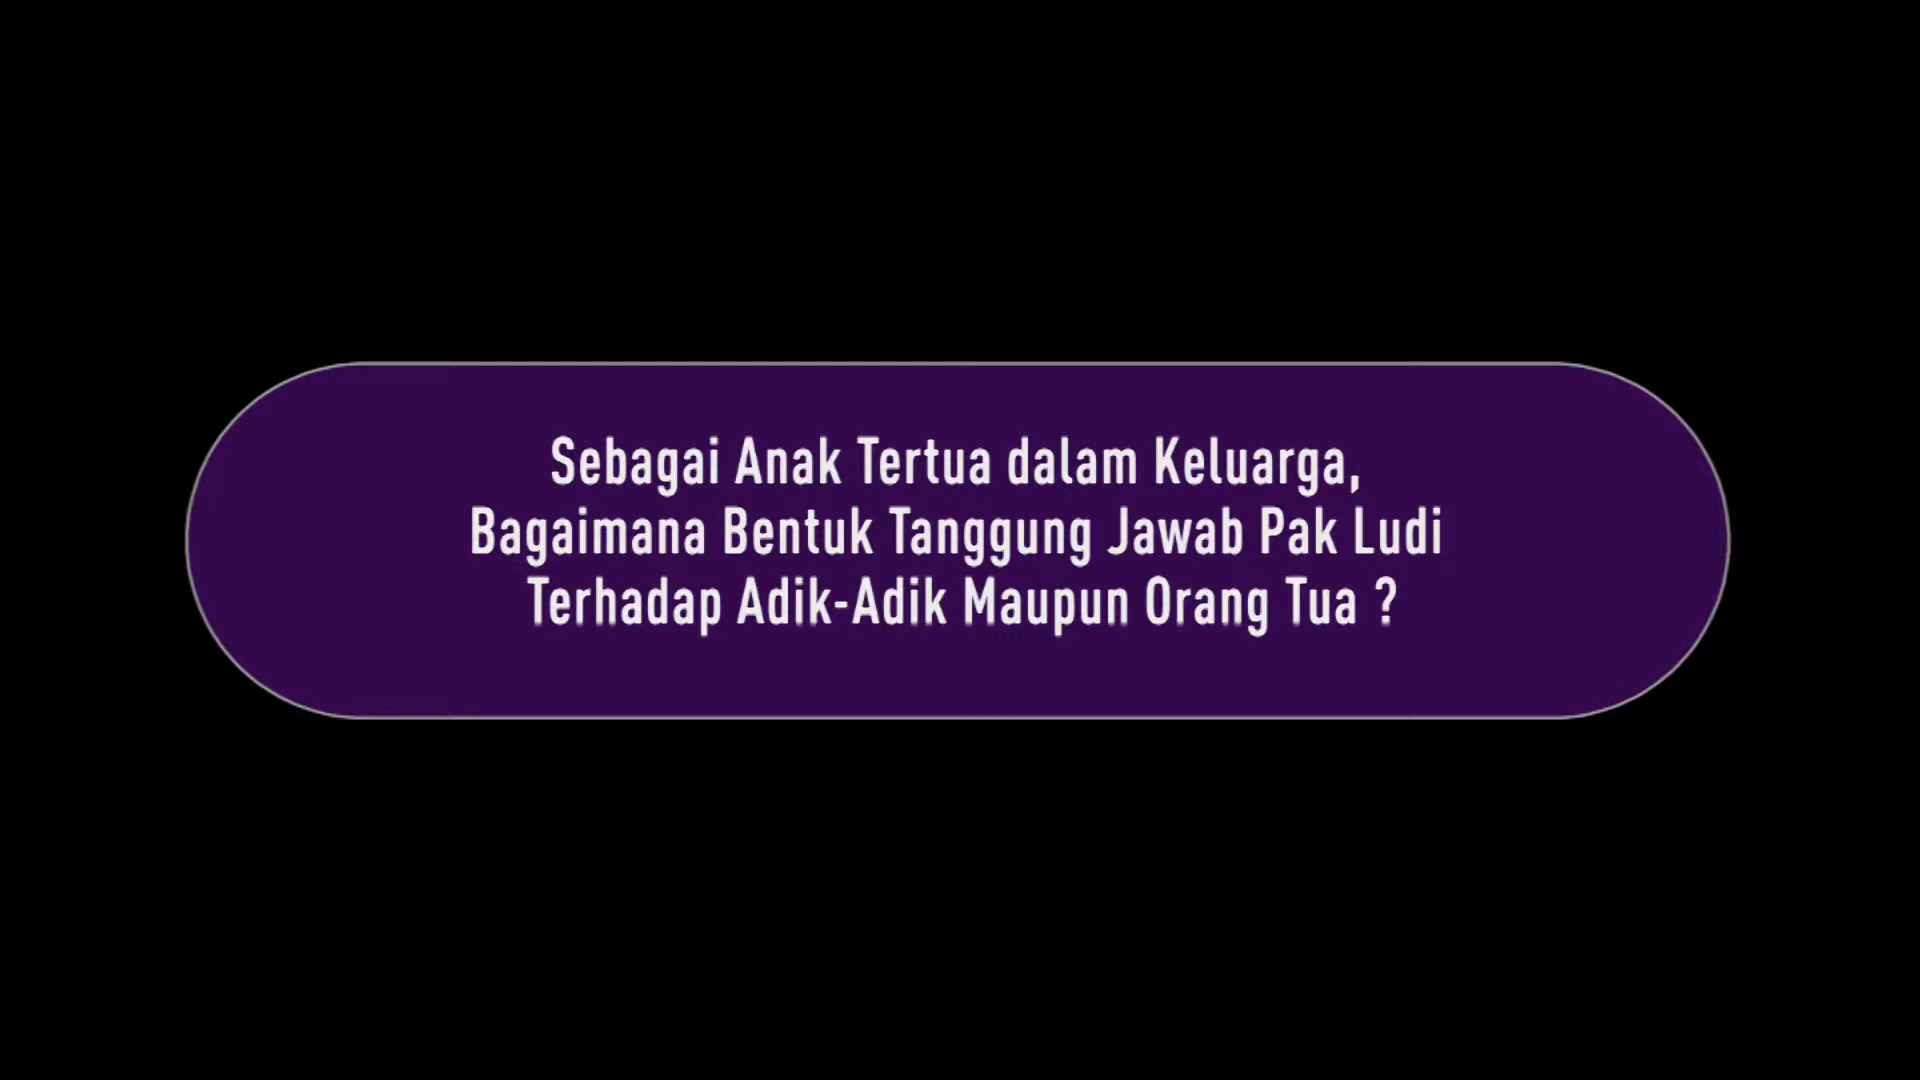 Sebagai Anak Tertua dalam Keluarga,
Bagaimana Bentuk Tanggung Jawab Pak Ludi
Terhadap Adik-Adik Maupun Orang Tua ?